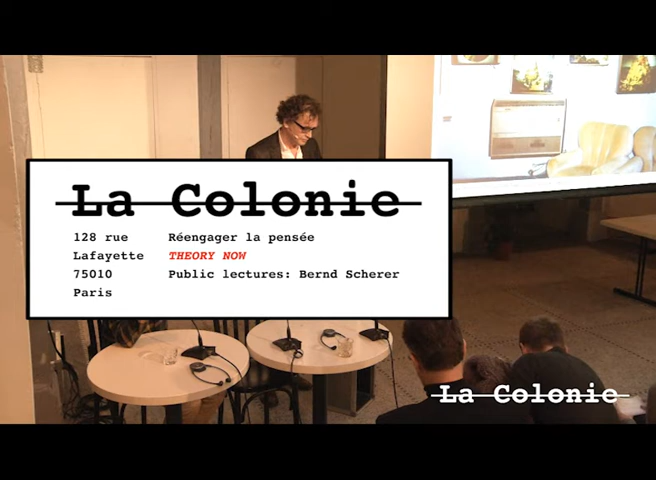 La Colonie
128 rue
Lafayette
75010
Paris
Réengager la pensée
THEORY NOW
Public lectures: Bernd Scherer
La Colonie